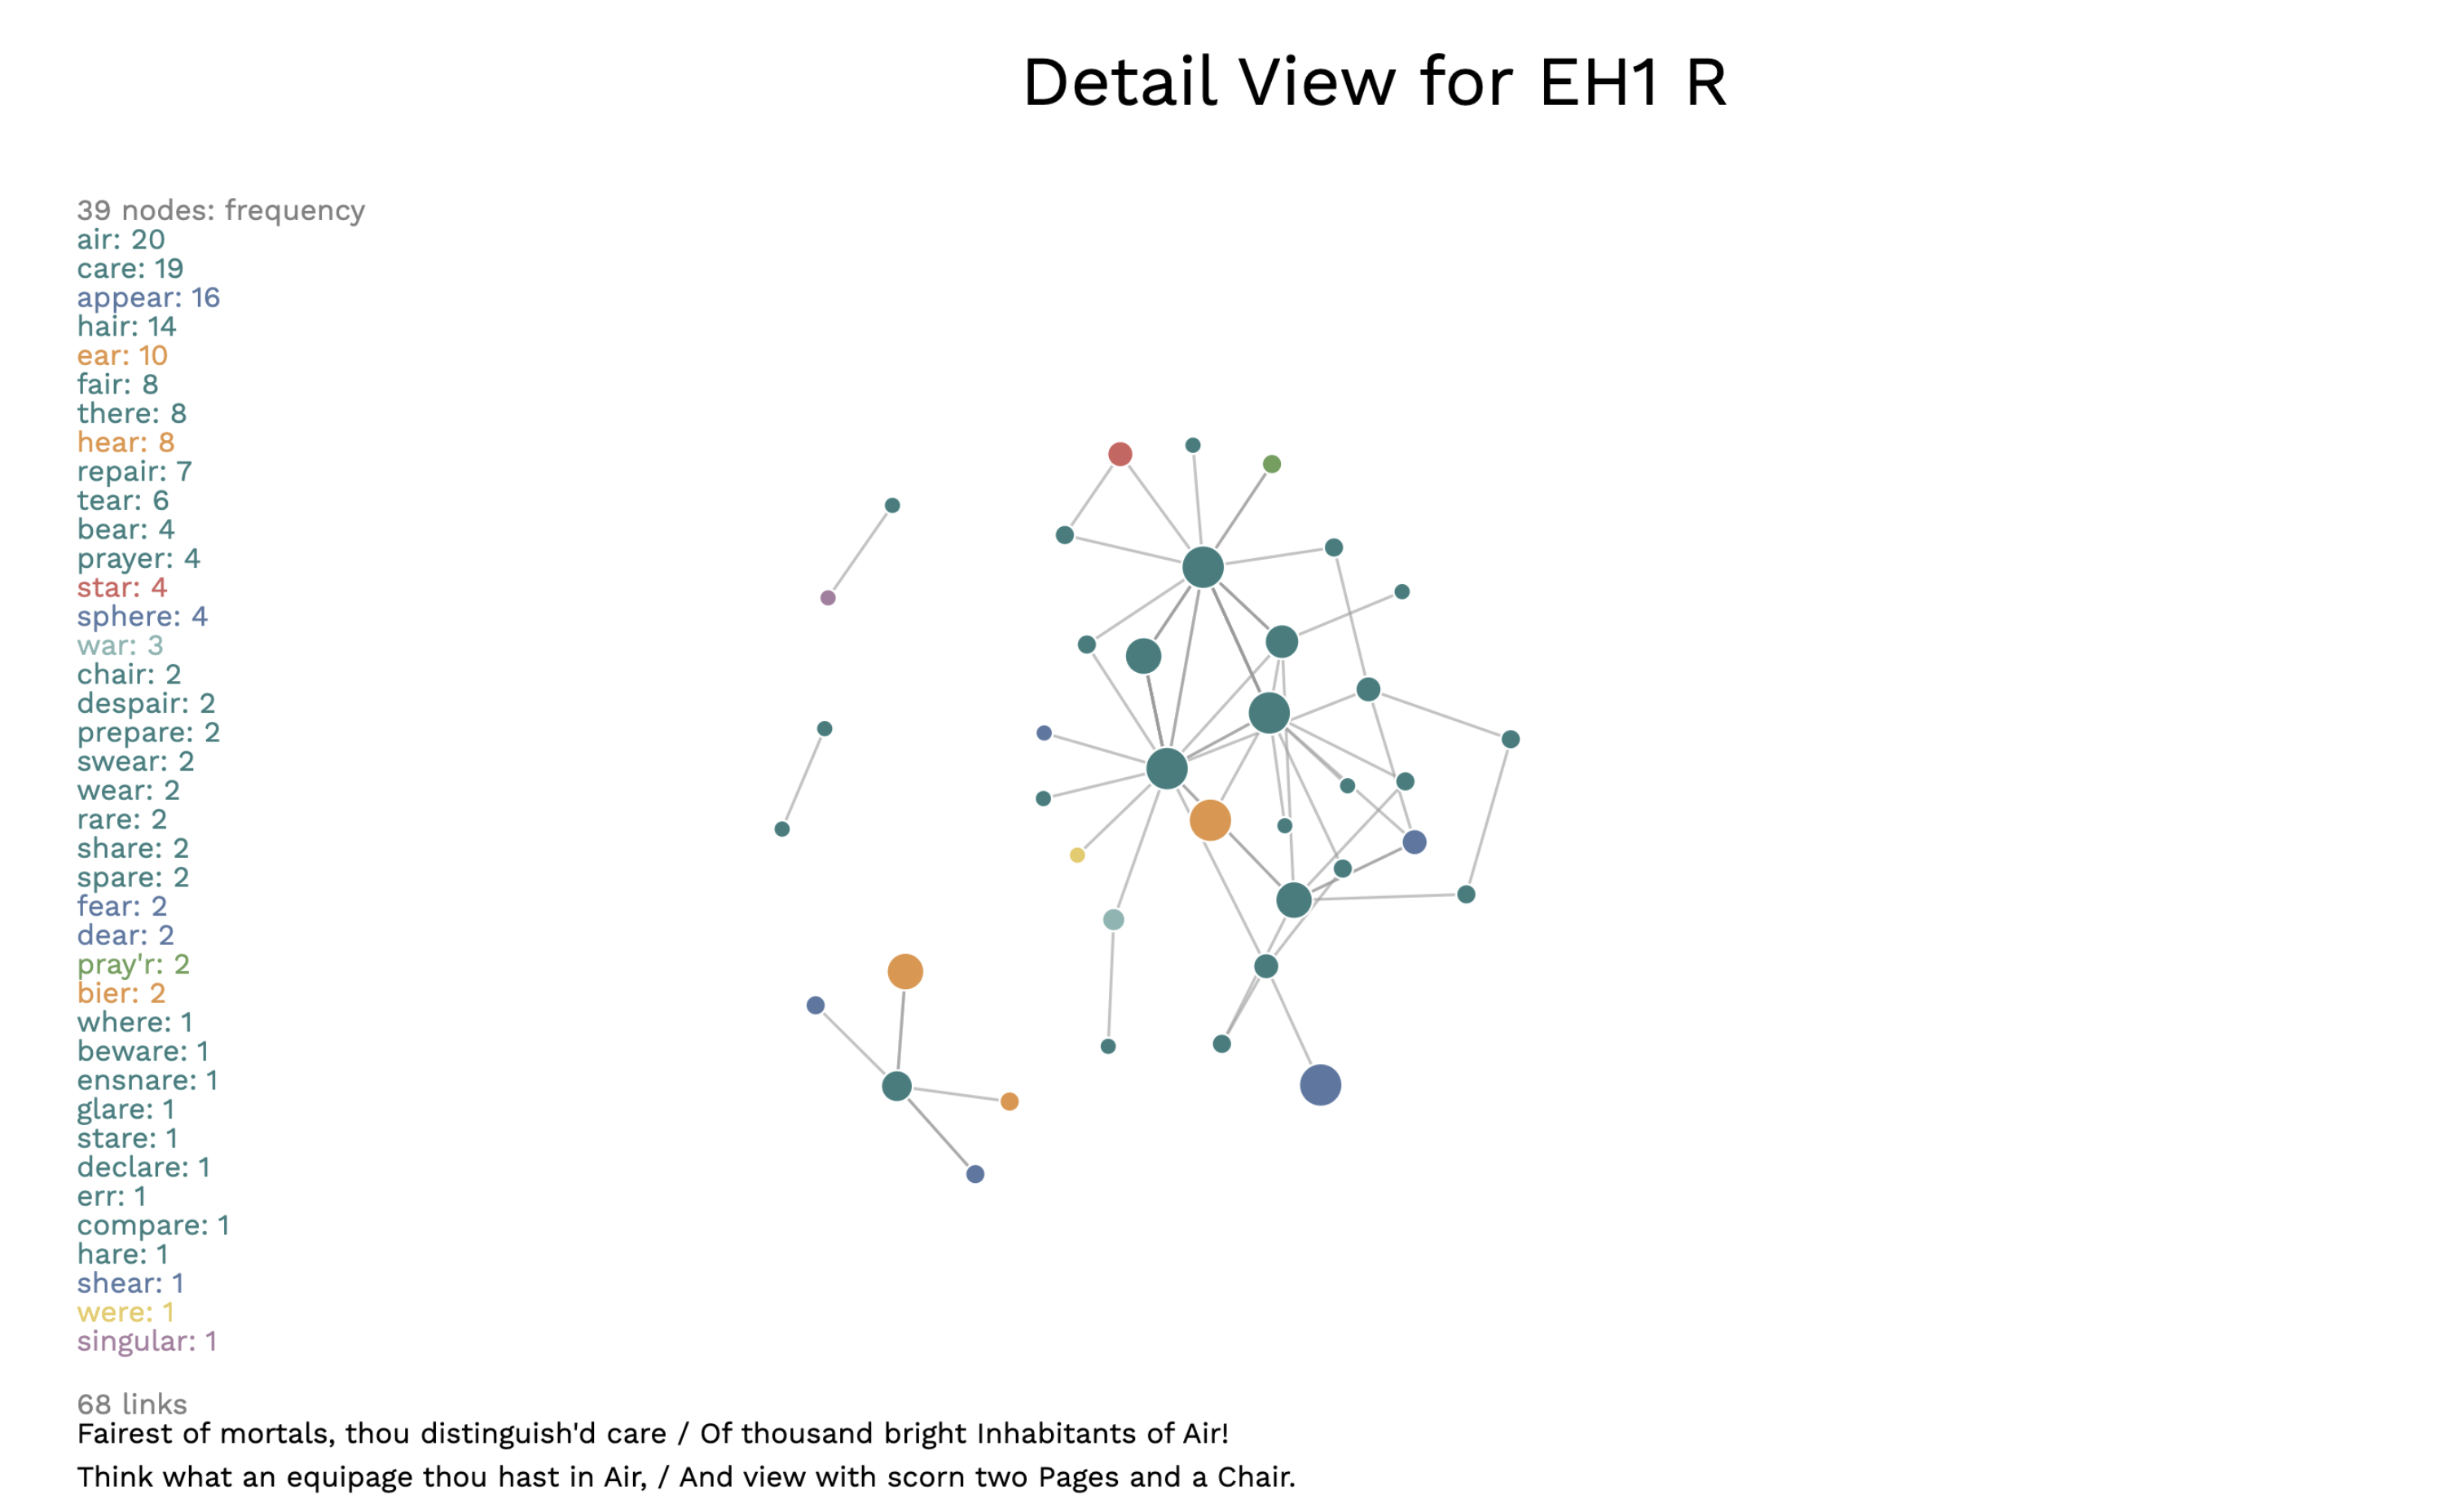 Detail View for EH1 R
39 nodes: frequency
air: 20
care: 19
appear: 16
hair: 14
ear: 10
fair: 8
there: 8
hear: 8
repair: 7
tear: 6
bear: 4
prayer: 4
star: 4
sphere: 4
war: 3
chair: 2
despair: 2
prepare: 2
swear: 2
wear: 2
rare: 2
share: 2
spare: 2
fear: 2
dear: 2
pray'r: 2
bier: 2
where: 1
beware: 1
ensnare: 1
glare: 1
stare: 1
declare: 1
err: 1
compare: 1
hare: 1
shear: 1
were: 1
singular: 1
68 links
Fairest of mortals, thou distinguish'd care / Of thousand bright Inhabitants of Air!
Think what an equipage thou hast in Air, / And view with scorn two Pages and a Chair.